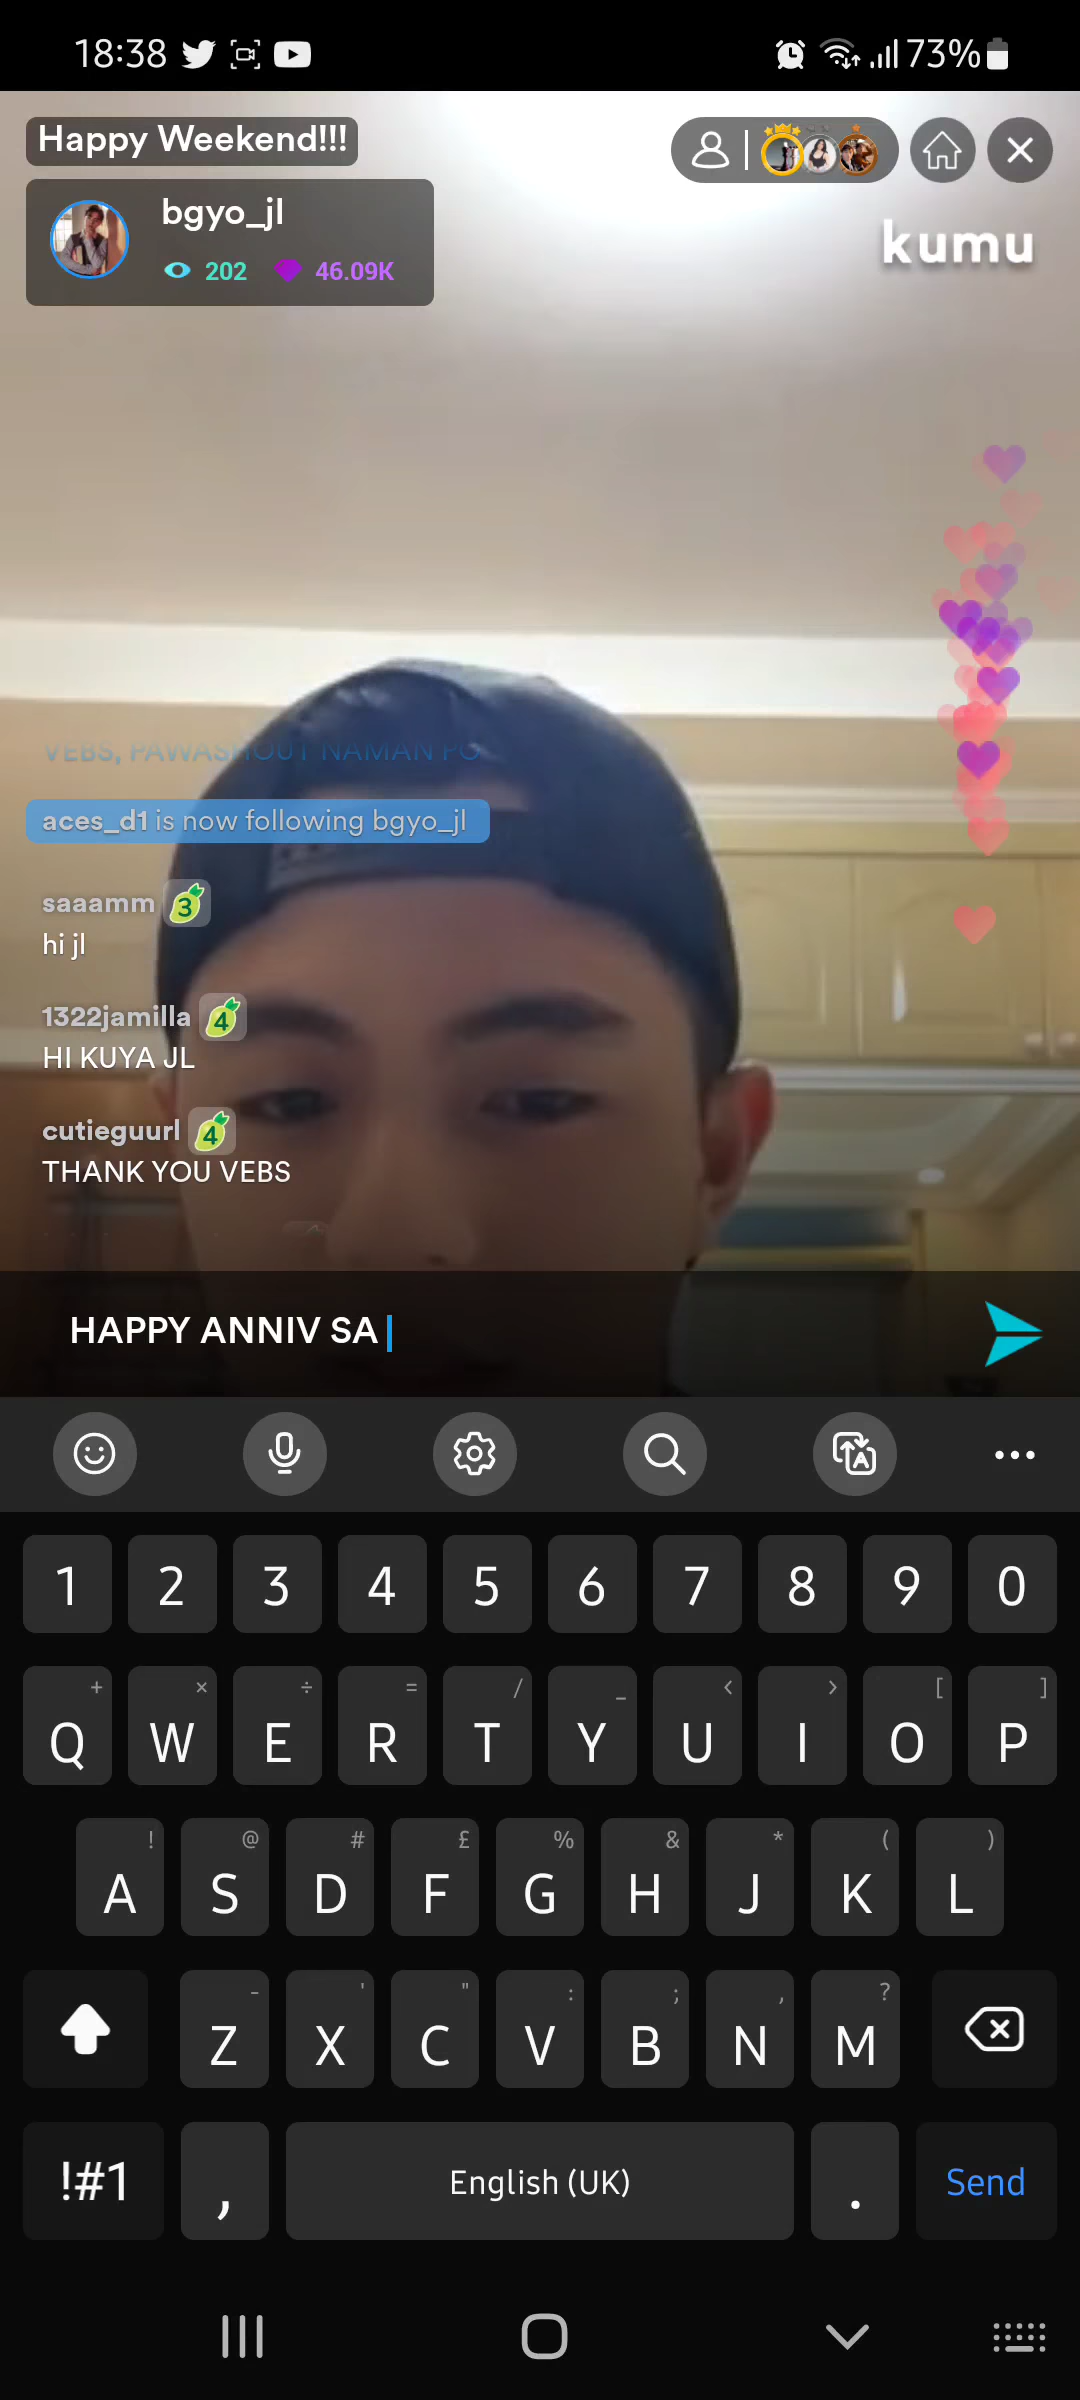 18:38
73%
Happy Weekend!!!
bgyo_jl
202 46.09K
kumu
VEBS, PAWASHOUT NAMAN PO
aces_d1 is now following bgyo_jl
saaamm 3
hi jl
1322jamilla 4
HI KUYA JL
cutieguurl 4
THANK YOU VEBS
HAPPY ANNIV SA
A
1 2 3 4 5 6 7 8 9 0
+ × ÷ = / _ < > [ ]
Q W E R T Y U I O P
! @ # £ % & * ( )
A S D F G H J K L
- ' " : ; , ?
Z X C V B N M
!#1 , English (UK) . Send